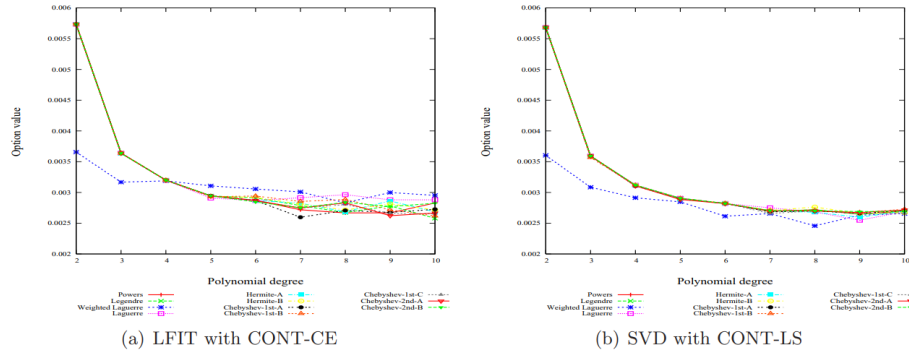 0.006
0.0055
0.005
0.0045
0.004
0.0035
0.003
0.0025
0.002
Option value
2 3 4 5 6 7 8 9 10
Polynomial degree
Powers
Legendre
Weighted Laguerre
Laguerre
Hermite-A
Hermite-B
Chebyshev-1st-A
Chebyshev-1st-B
Chebyshev-1st-C
Chebyshev-2nd-A
Chebyshev-2nd-B
(a) LFIT with CONT-CE
0.006
0.0055
0.005
0.0045
0.004
0.0035
0.003
0.0025
0.002
Option value
2 3 4 5 6 7 8 9 10
Polynomial degree
Powers
Legendre
Weighted Laguerre
Laguerre
Hermite-A
Hermite-B
Chebyshev-1st-A
Chebyshev-1st-B
Chebyshev-1st-C
Chebyshev-2nd-A
Chebyshev-2nd-B
(b) SVD with CONT-LS